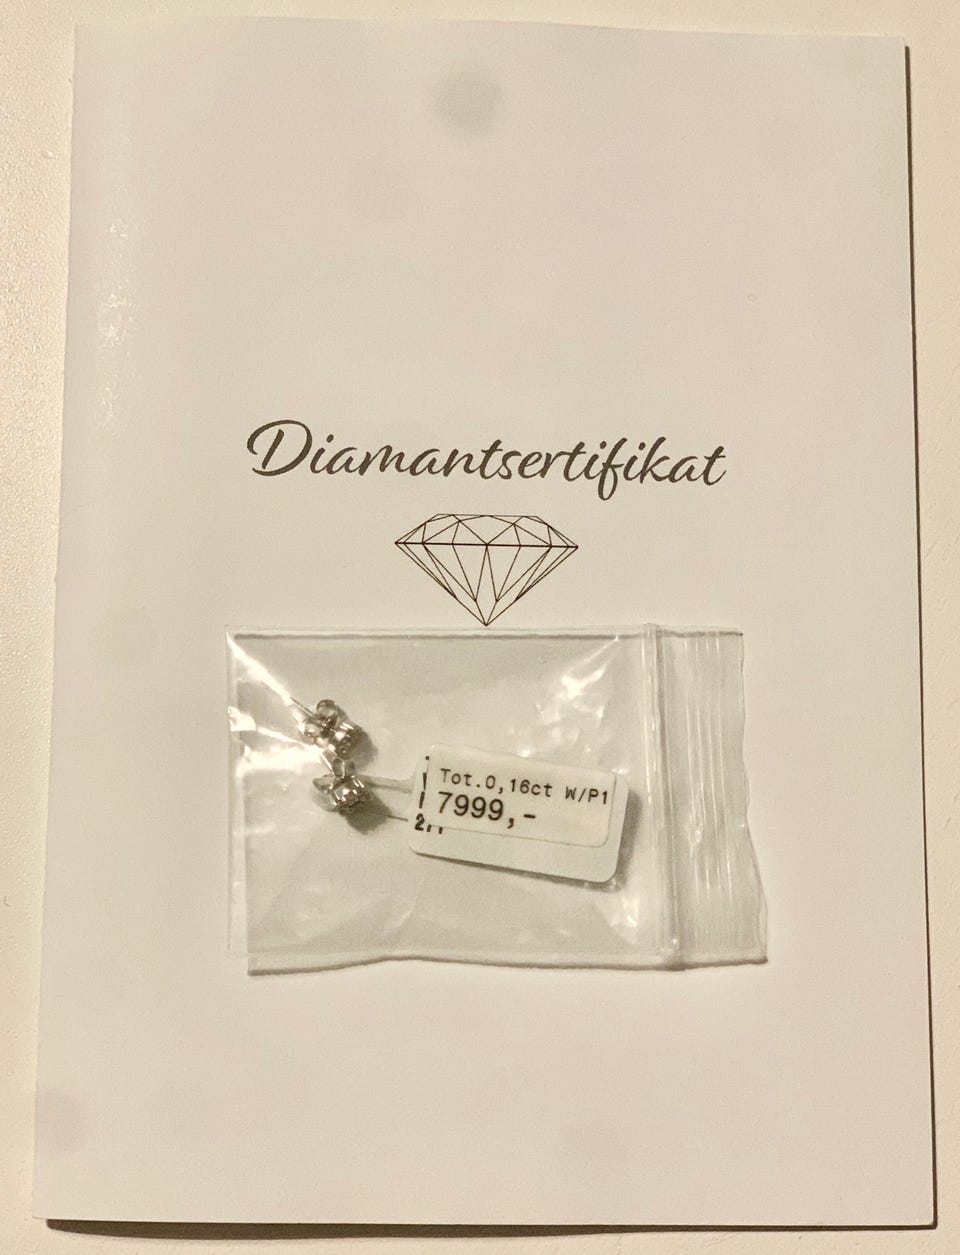 Diamantsertifikat
Tot.0,16ct W/P1
7999,-